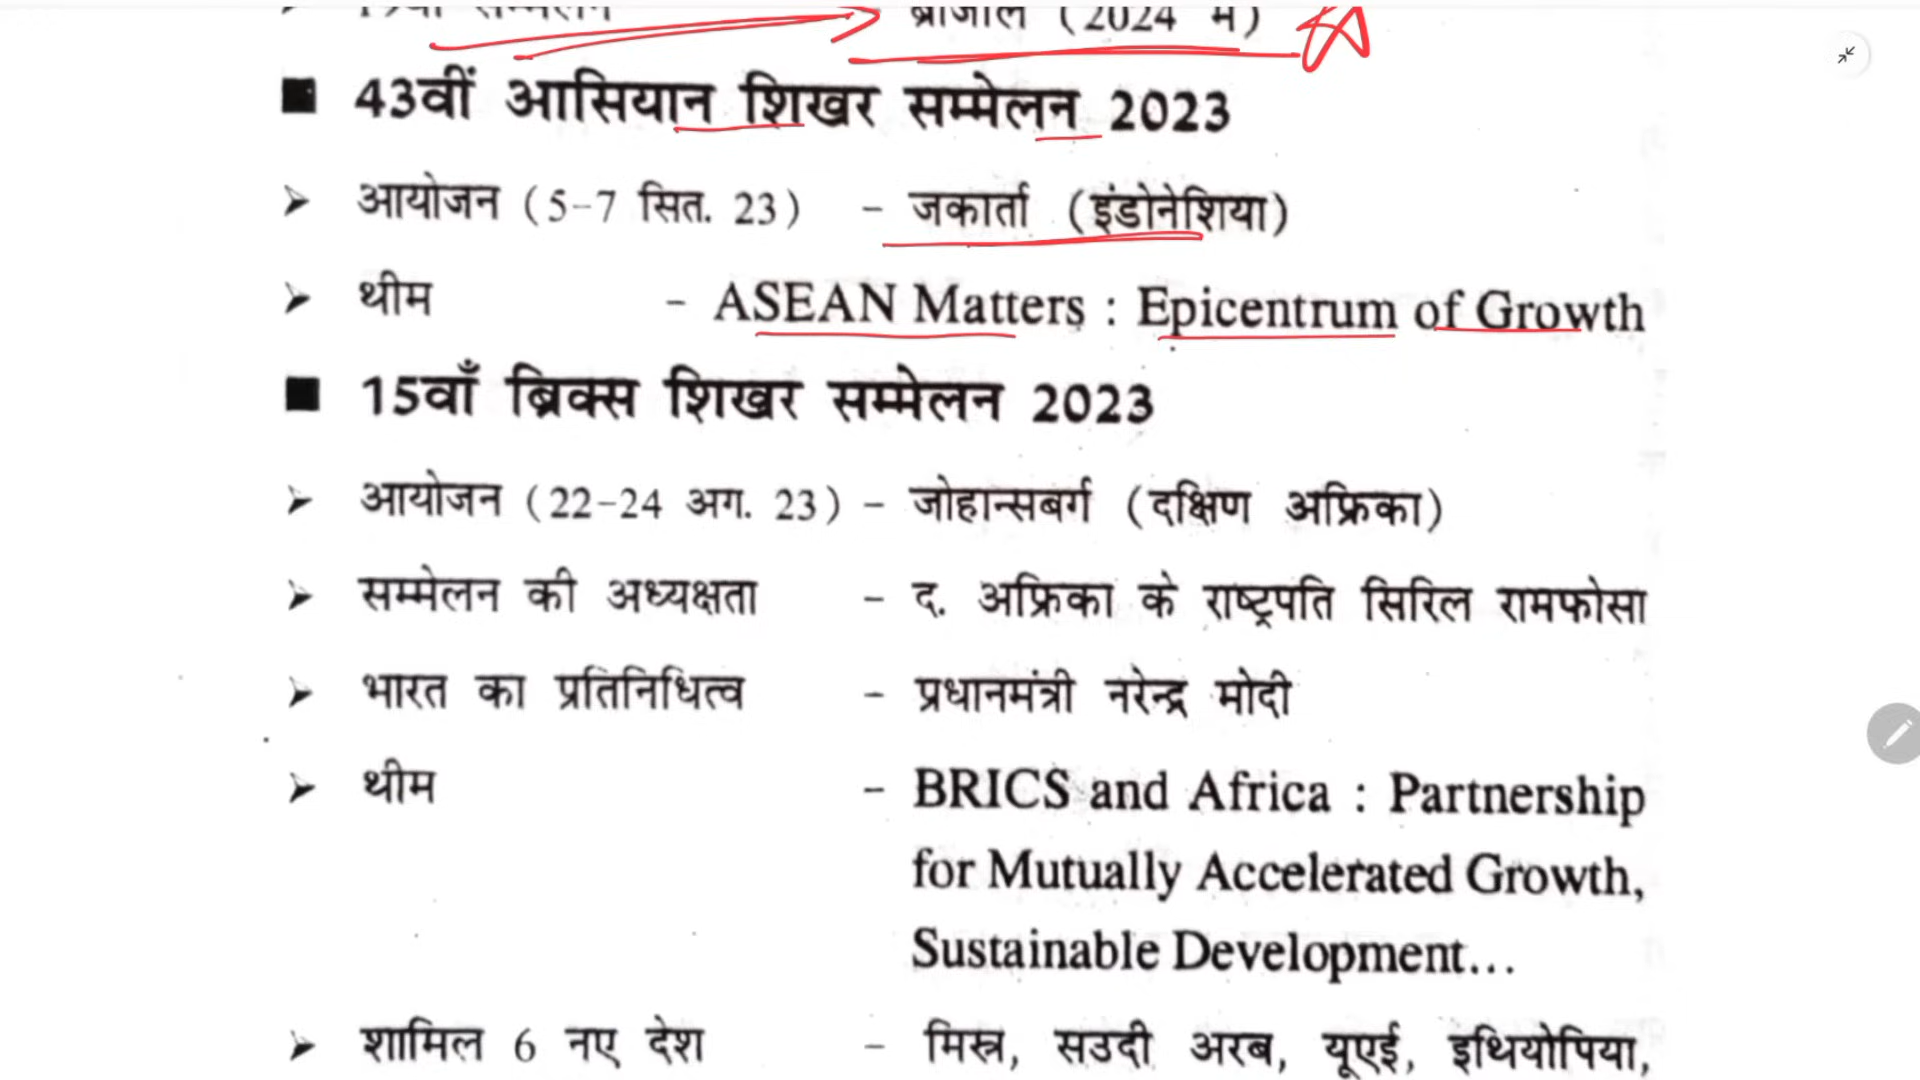 सम्मेलन ब्राजील (2024 में)
■ 43वीं आसियान शिखर सम्मेलन 2023
➢ आयोजन (5-7 सित. 23) - जकार्ता (इंडोनेशिया)
➢ थीम - ASEAN Matters : Epicentrum of Growth
■ 15वाँ ब्रिक्स शिखर सम्मेलन 2023
➢ आयोजन (22-24 अग. 23) - जोहान्सबर्ग (दक्षिण अफ्रिका)
➢ सम्मेलन की अध्यक्षता - द. अफ्रिका के राष्ट्रपति सिरिल रामफोसा
➢ भारत का प्रतिनिधित्व - प्रधानमंत्री नरेन्द्र मोदी
➢ थीम - BRICS and Africa : Partnership
for Mutually Accelerated Growth,
Sustainable Development...
➢ शामिल 6 नए देश - मिस्र, सउदी अरब, यूएई, इथियोपिया,